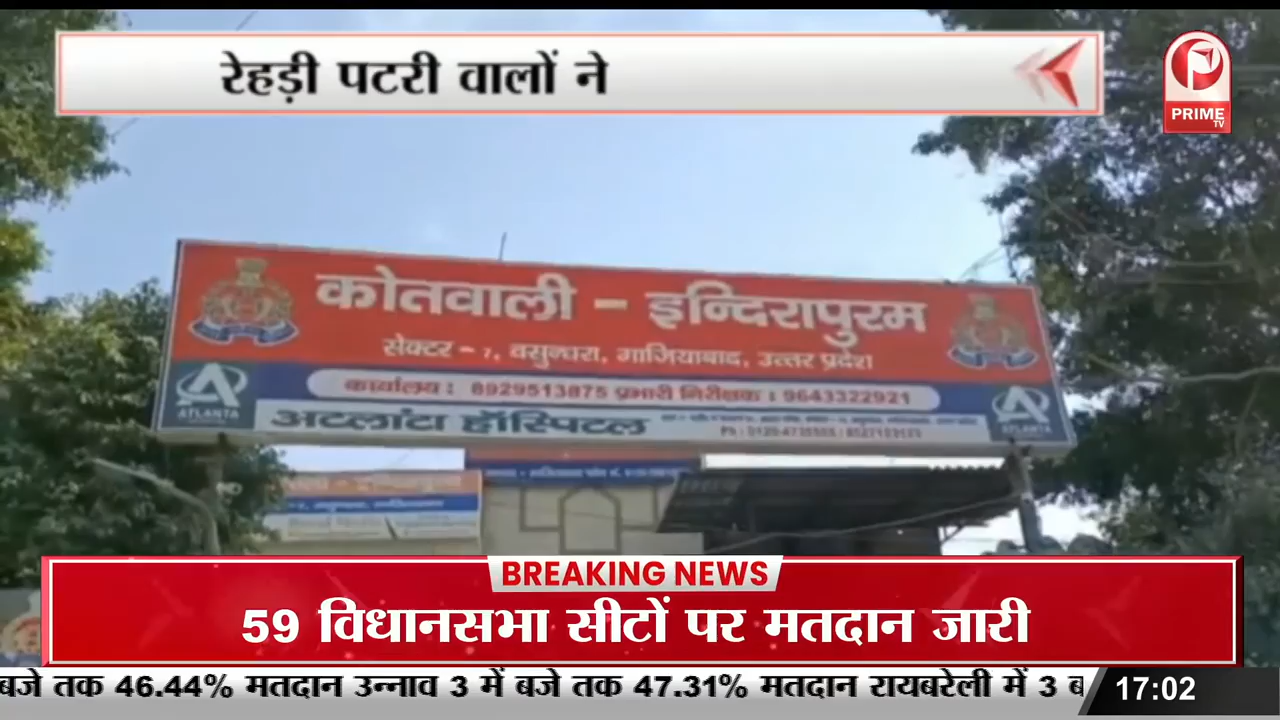 रेहड़ी पटरी वालों ने
PRIME
TV
कोतवाली - इन्दिरापुरम
सेक्टर - 7, वसुन्धरा, गाजियाबाद, उत्तर प्रदेश
कार्यालय : 8929513875 प्रभारी निरीक्षक : 9643322921
ATLANTA
अटलांटा हॉस्पिटल
ATLANTA
BREAKING NEWS
59 विधानसभा सीटों पर मतदान जारी
बजे तक 46.44% मतदान उन्नाव 3 में बजे तक 47.31% मतदान रायबरेली में 3 ब
17:02